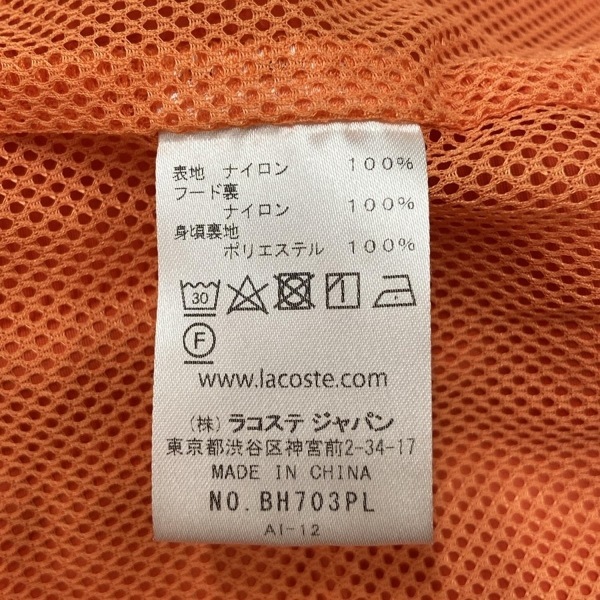 表地 ナイロン 100%
フード裏
ナイロン 100%
身頃裏地
ポリエステル 100%
30
F
www.lacoste.com
(株) ラコステ ジャパン
東京都渋谷区神宮前2-34-17
MADE IN CHINA
NO. BH703PL
AI-12